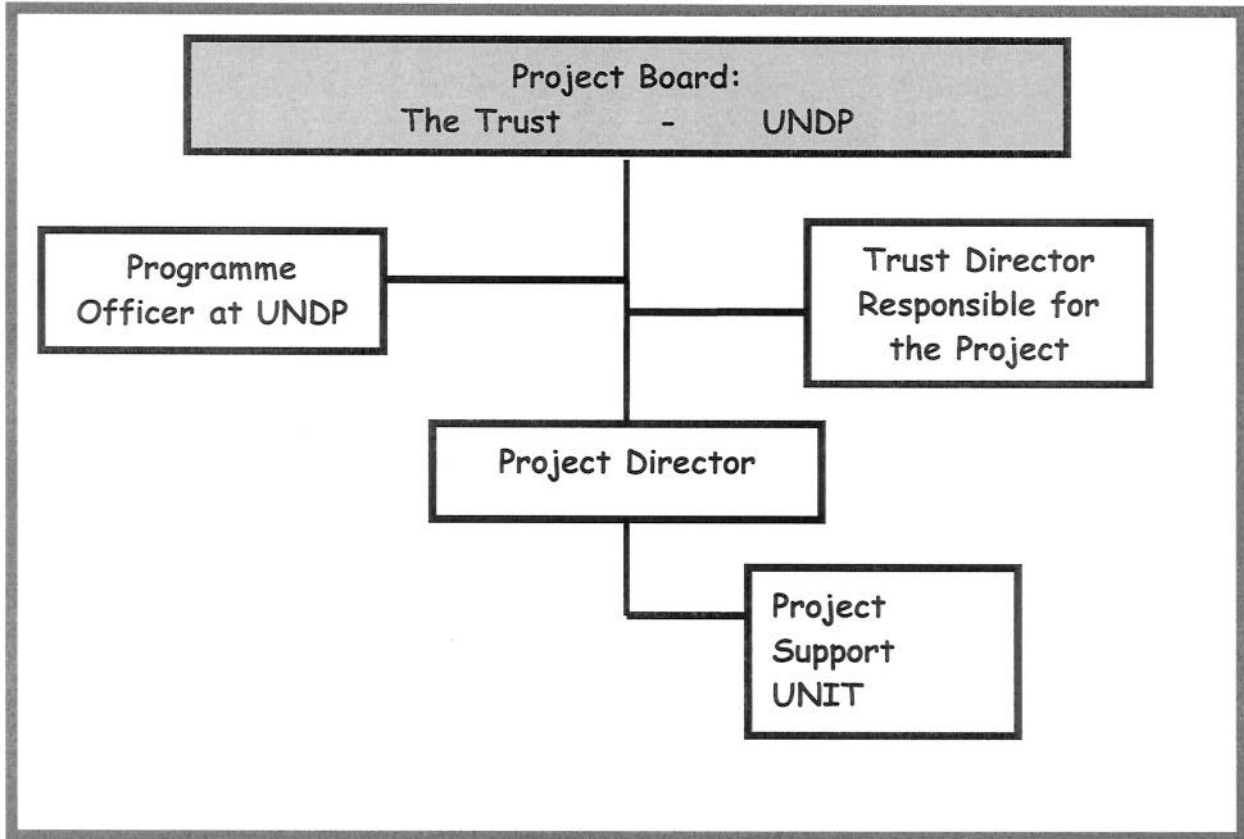 Project Board:
The Trust - UNDP
Programme
Officer at UNDP
Trust Director
Responsible for
the Project
Project Director
Project
Support
UNIT